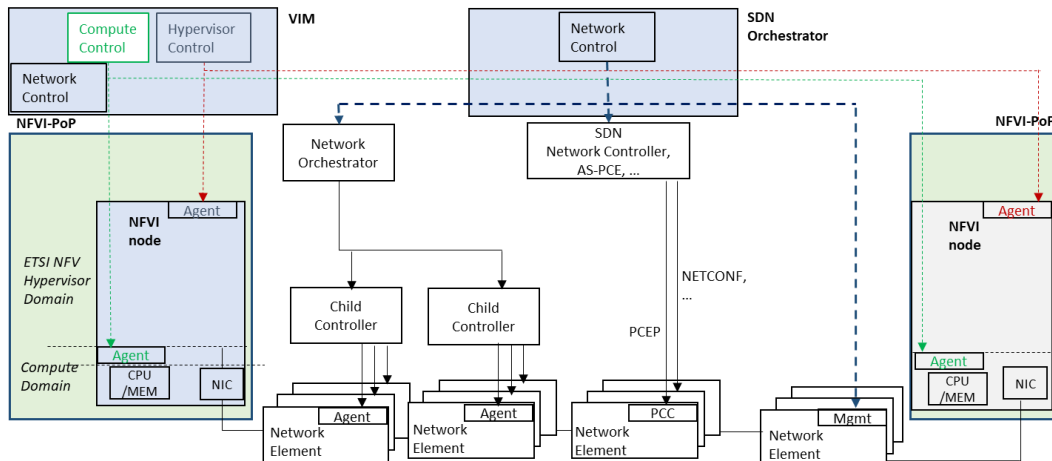 VIM
Compute
Control
Hypervisor
Control
Network
Control
SDN
Orchestrator
Network
Control
NFVI-PoP
NFVI-PoP
Network
Orchestrator
SDN
Network Controller,
AS-PCE, ...
Agent
NFVI
node
ETSI NFV
Hypervisor
Domain
Agent
Compute
Domain
CPU
/MEM
NIC
Child
Controller
Child
Controller
NETCONF,
...
PCEP
Agent
NFVI
node
Agent
CPU
/MEM
NIC
Agent
Network
Element
Agent
Network
Element
PCC
Network
Element
Mgmt
Network
Element